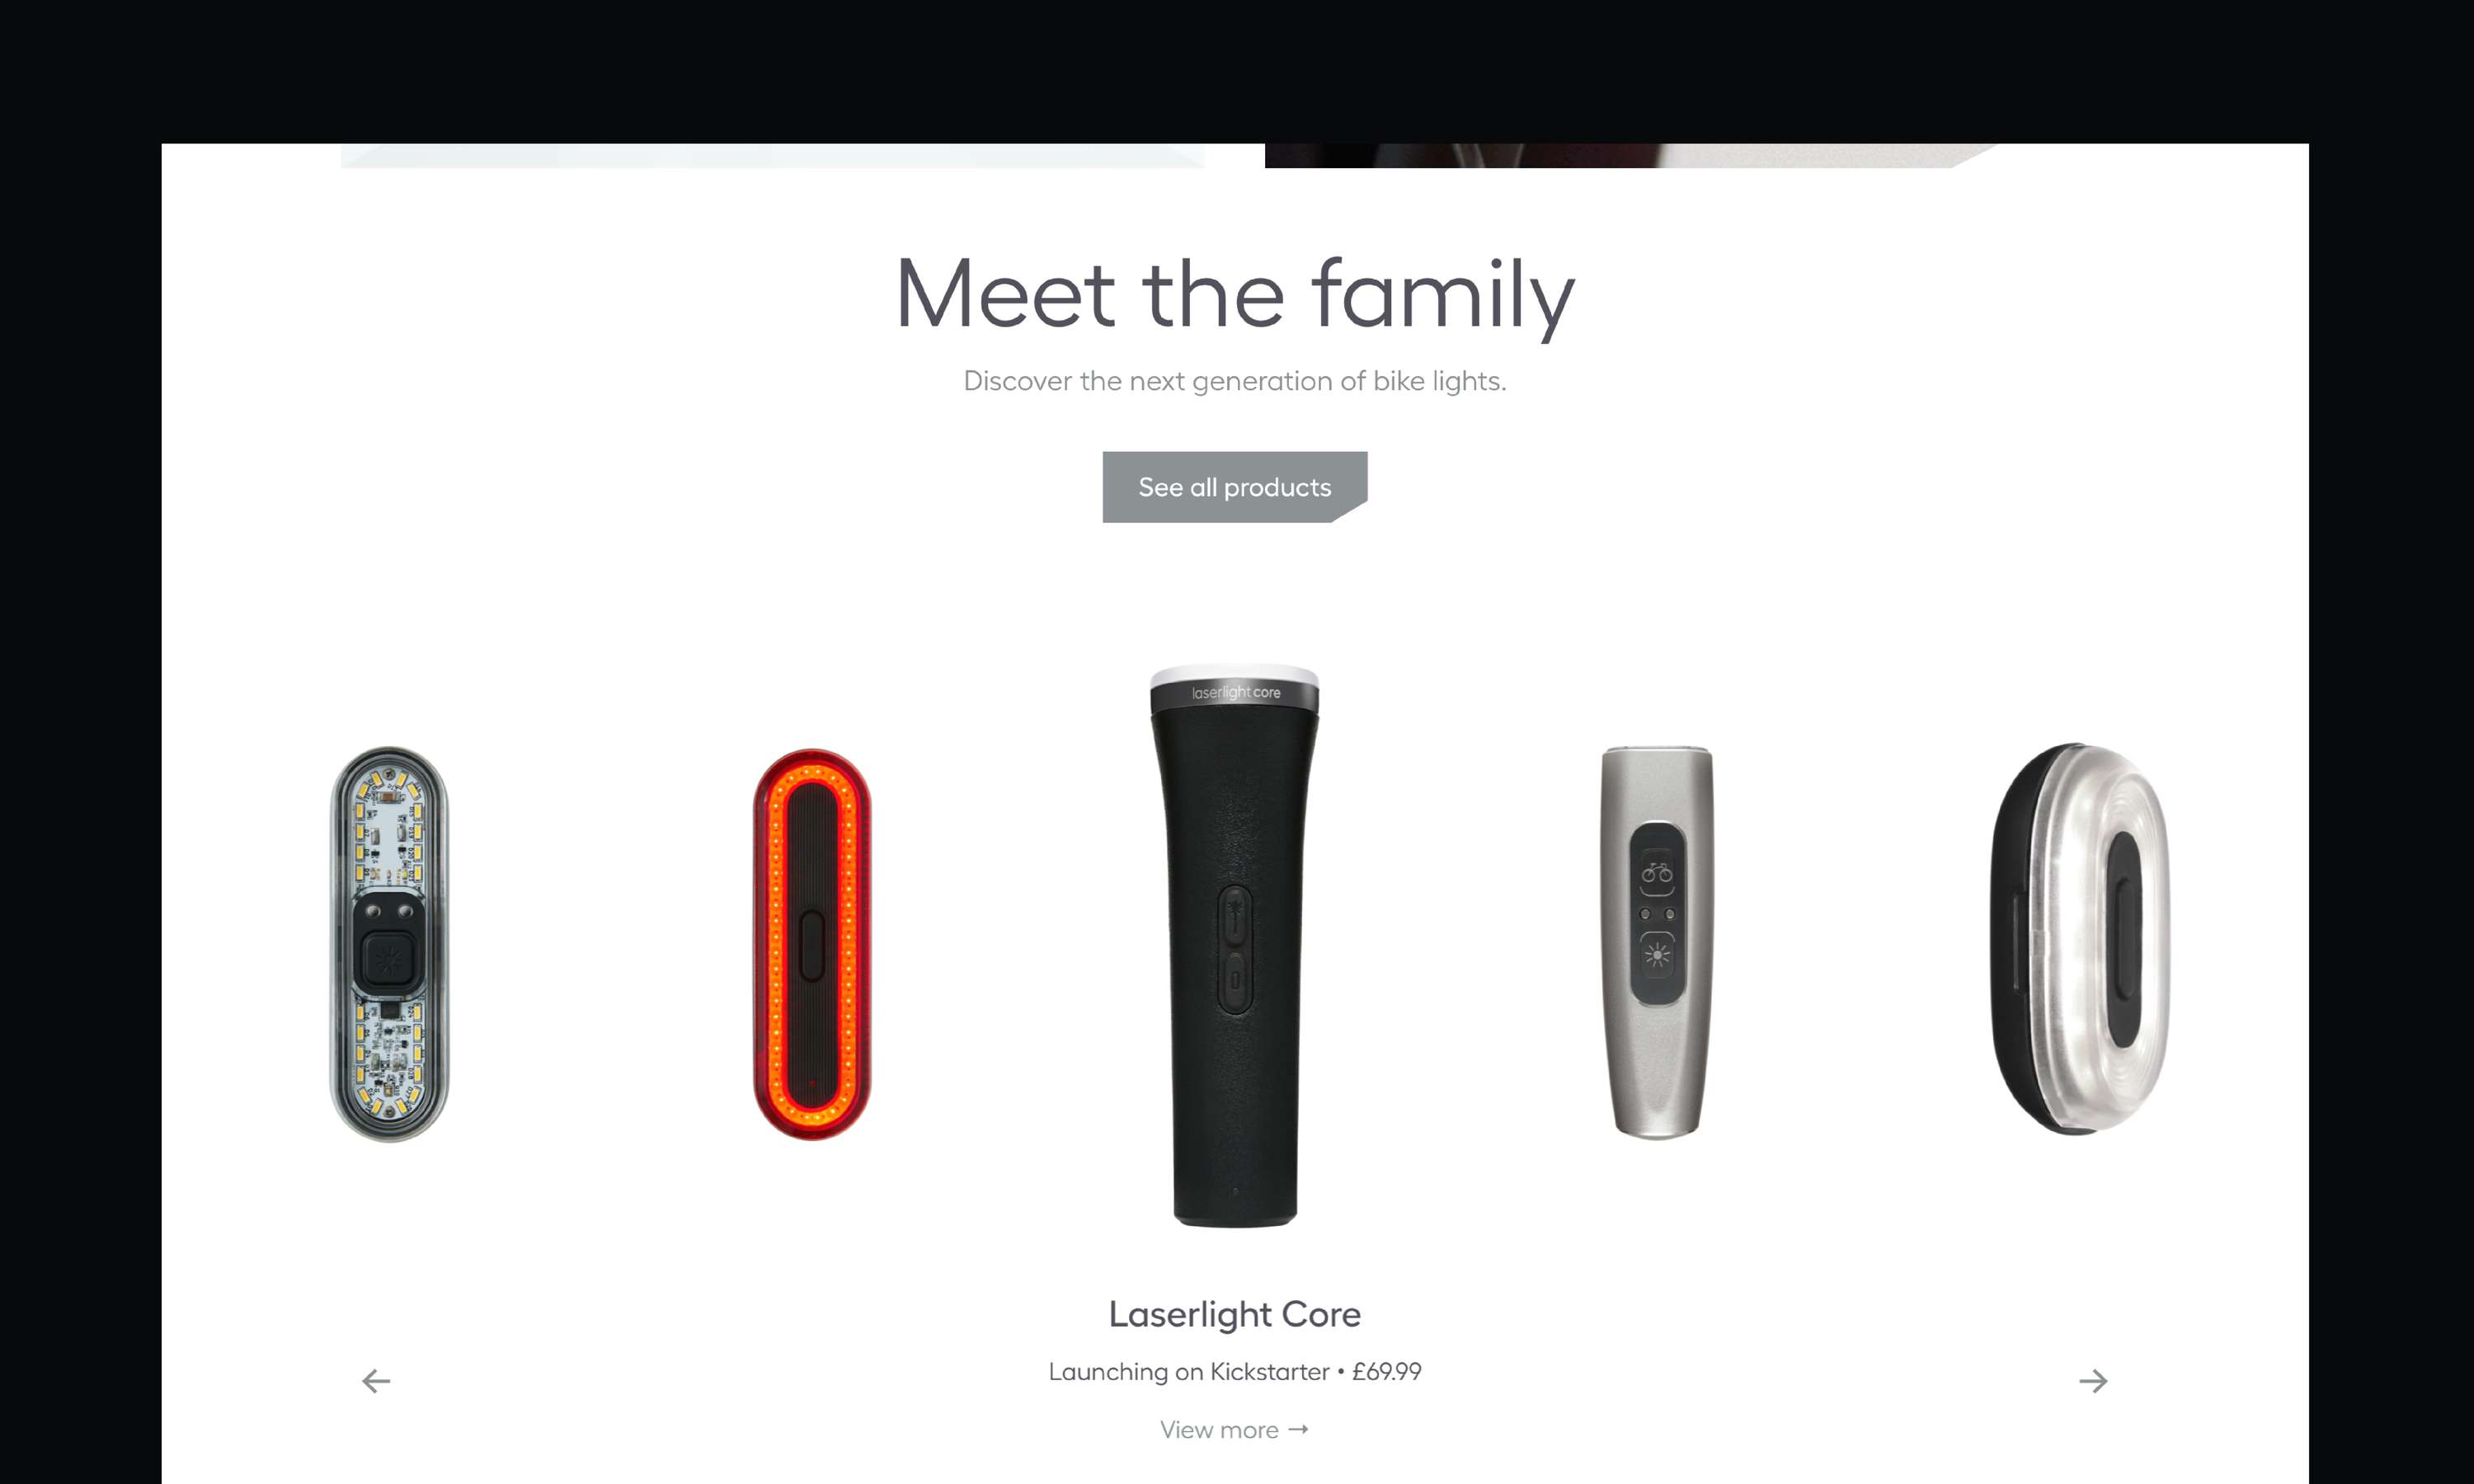 Meet the family
Discover the next generation of bike lights.
See all products
laserlight core
Laserlight Core
Launching on Kickstarter • £69.99
View more →